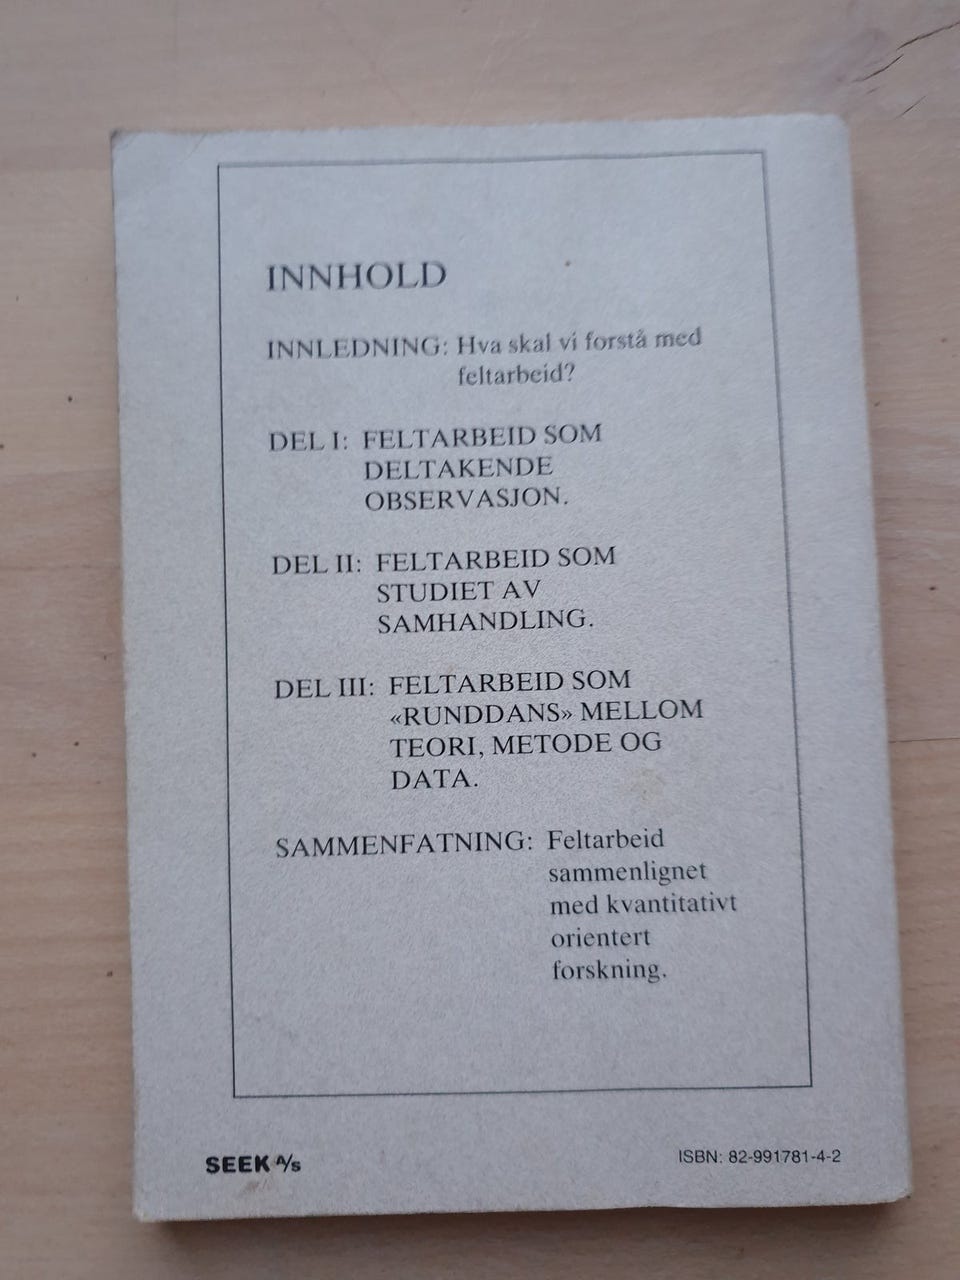 INNHOLD
INNLEDNING: Hva skal vi forstå med
feltarbeid?
DEL I: FELTARBEID SOM
DELTAKENDE
OBSERVASJON.
DEL II: FELTARBEID SOM
STUDIET AV
SAMHANDLING.
DEL III: FELTARBEID SOM
«RUNDDANS» MELLOM
TEORI, METODE OG
DATA.
SAMMENFATNING: Feltarbeid
sammenlignet
med kvantitativt
orientert
forskning.
SEEK A/S
ISBN: 82-991781-4-2